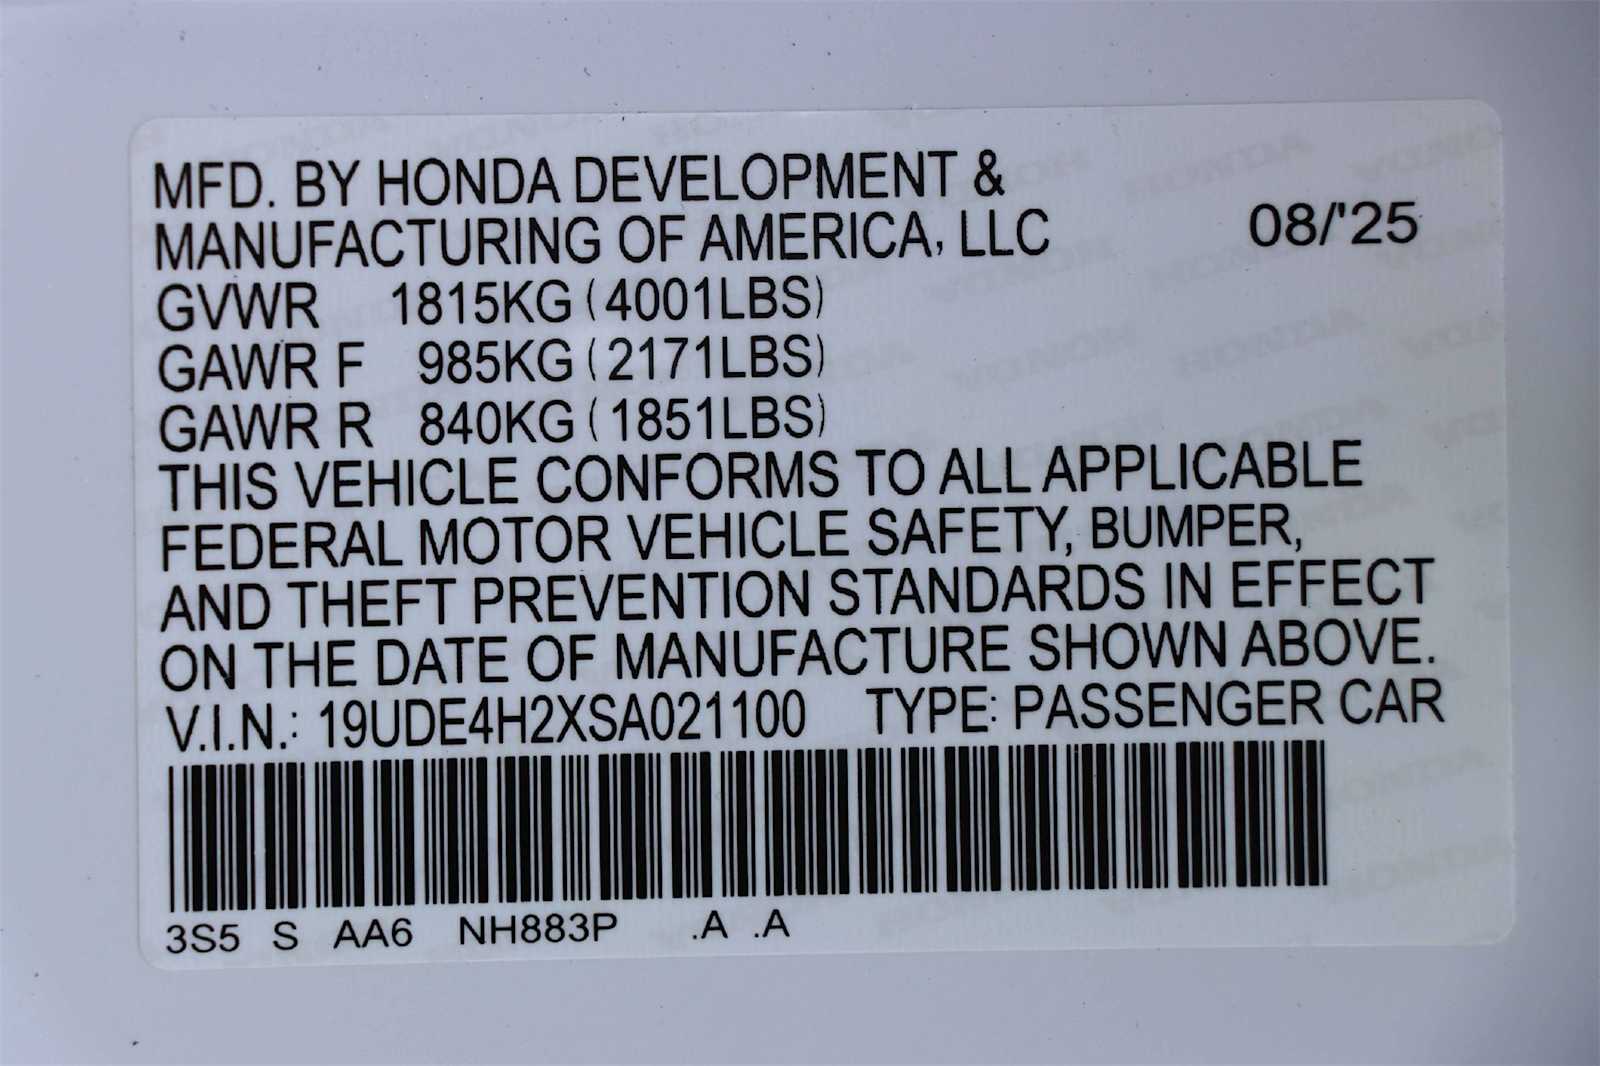 MFD. BY HONDA DEVELOPMENT &
MANUFACTURING OF AMERICA, LLC 08/'25
GVWR 1815KG (4001LBS)
GAWR F 985KG (2171LBS)
GAWR R 840KG (1851LBS)
THIS VEHICLE CONFORMS TO ALL APPLICABLE
FEDERAL MOTOR VEHICLE SAFETY, BUMPER,
AND THEFT PREVENTION STANDARDS IN EFFECT
ON THE DATE OF MANUFACTURE SHOWN ABOVE.
V.I.N.: 19UDE4H2XSA021100 TYPE: PASSENGER CAR
3S5 S AA6 NH883P .A .A